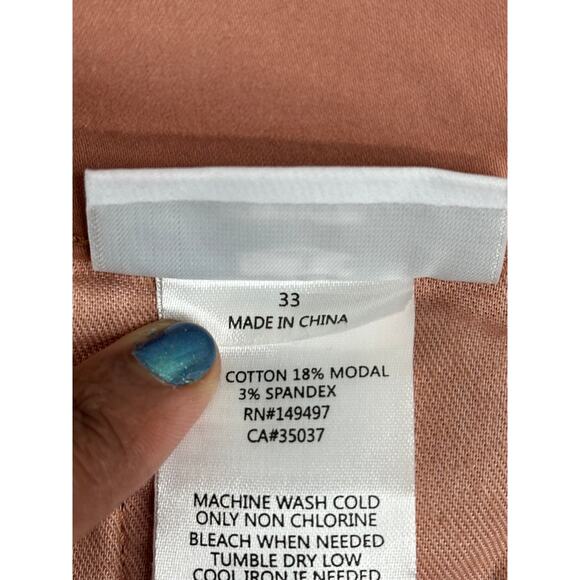 33
MADE IN CHINA
COTTON 18% MODAL
3% SPANDEX
RN#149497
CA#35037
MACHINE WASH COLD
ONLY NON CHLORINE
BLEACH WHEN NEEDED
TUMBLE DRY LOW
COOL IRON IF NEEDED